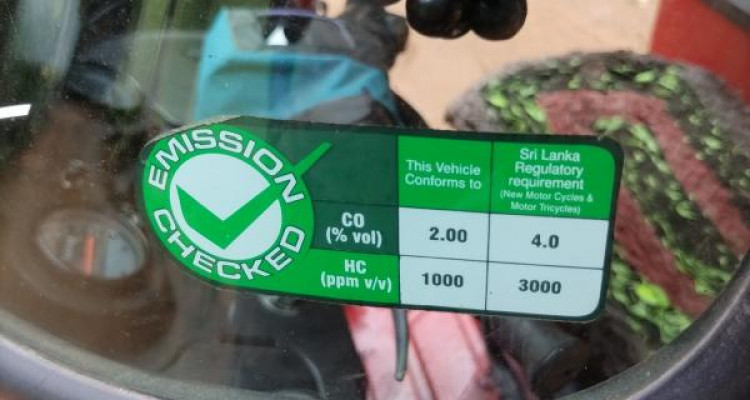 EMISSION
CHECKED
This Vehicle
Conforms to
Sri Lanka
Regulatory
requirement
(New Motor Cycles &
Motor Tricycles)
CO
(% vol)
2.00
4.0
HC
(ppm v/v)
1000
3000